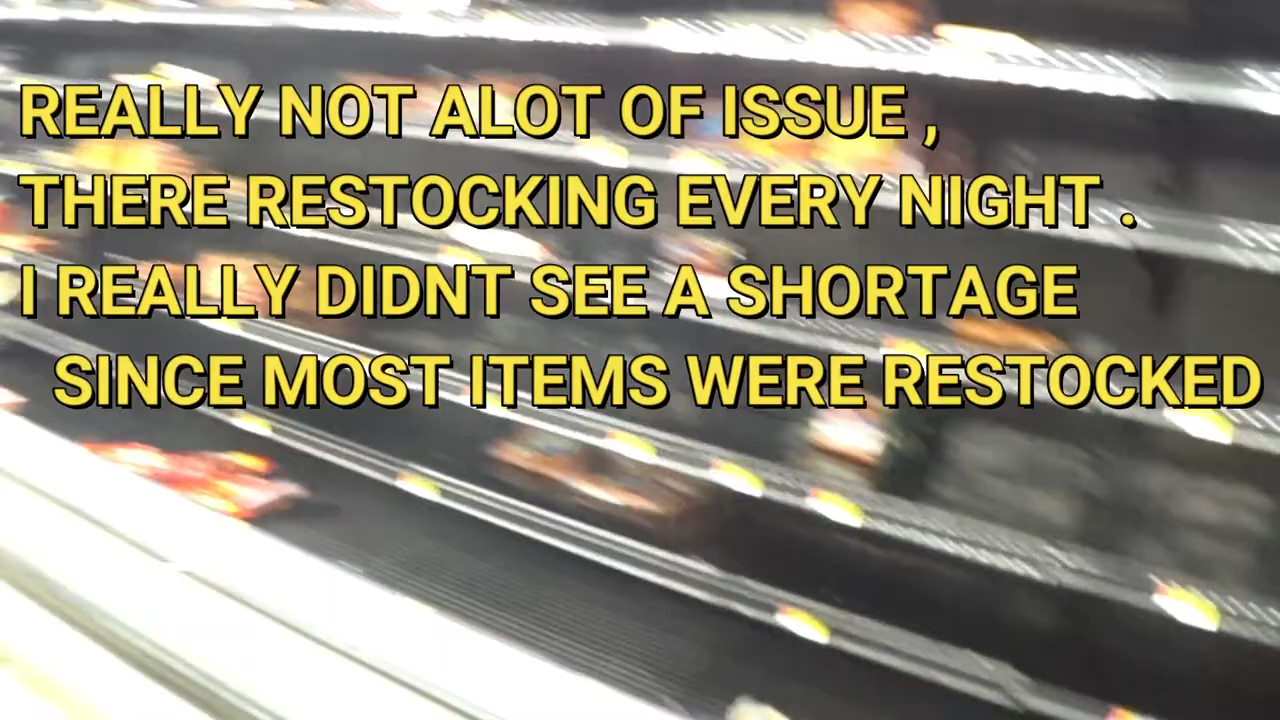 REALLY NOT ALOT OF ISSUE ,
THERE RESTOCKING EVERY NIGHT .
I REALLY DIDNT SEE A SHORTAGE
SINCE MOST ITEMS WERE RESTOCKED